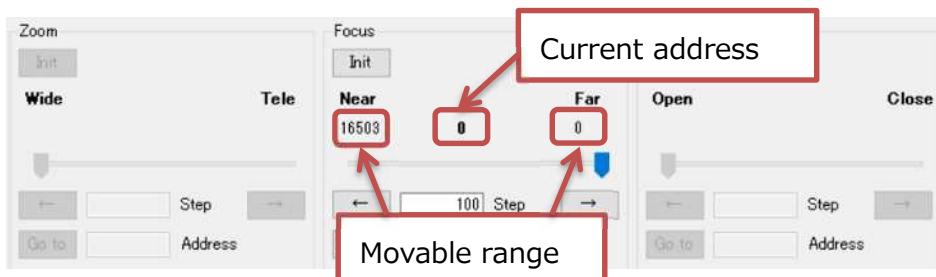 Zoom
Init
Wide Tele
← Step →
Go to Address
Focus
Init
Near Far
16503 0 0
← 100 Step →
Current address
Movable range
Open Close
← Step →
Go to Address